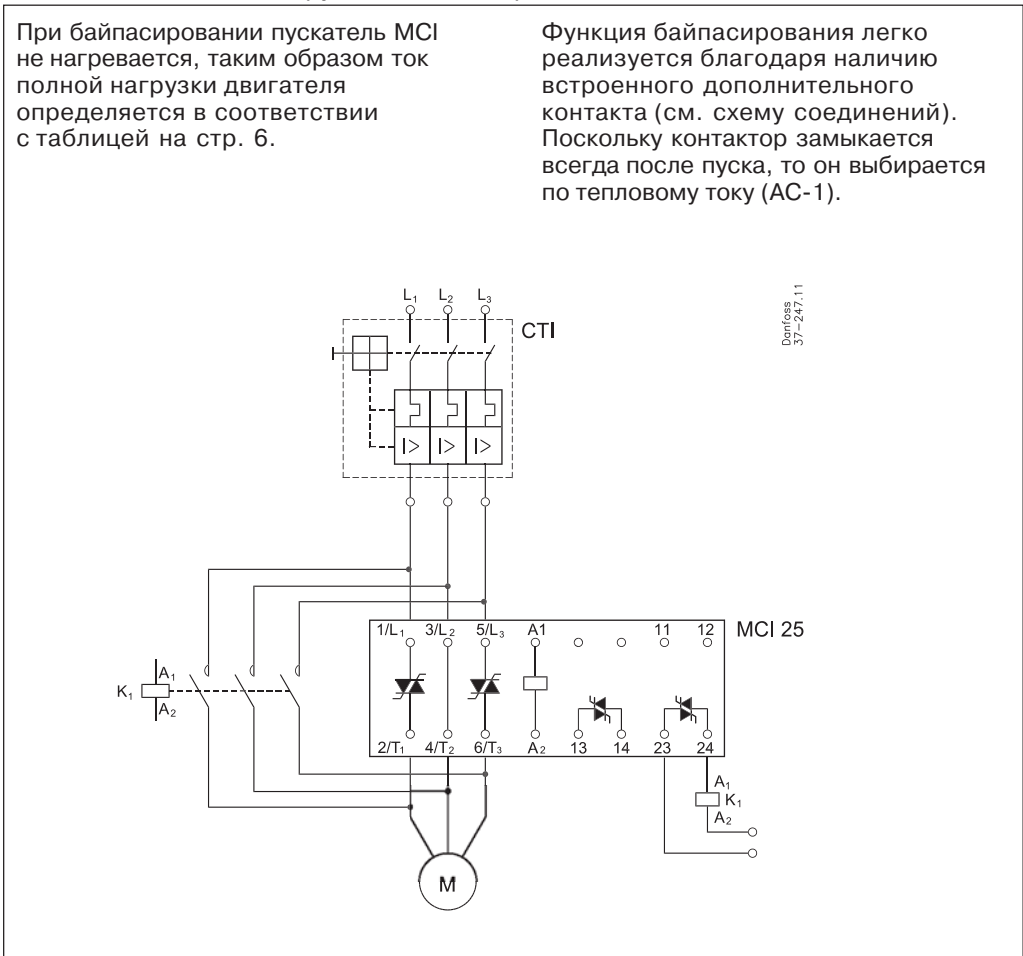 При байпасировании пускатель MCI
не нагревается, таким образом ток
полной нагрузки двигателя
определяется в соответствии
с таблицей на стр. 6.
Функция байпасирования легко
реализуется благодаря наличию
встроенного дополнительного
контакта (см. схему соединений).
Поскольку контактор замыкается
всегда после пуска, то он выбирается
по тепловому току (АС-1).
L₁ L₂ L₃
CTI
Danfoss
37-247.11
I> I> I>
1/L₁ 3/L₂ 5/L₃ A1 11 12
MCI 25
K₁ A₁
A₂
2/T₁ 4/T₂ 6/T₃ A₂ 13 14 23 24
A₁
K₁
A₂
M